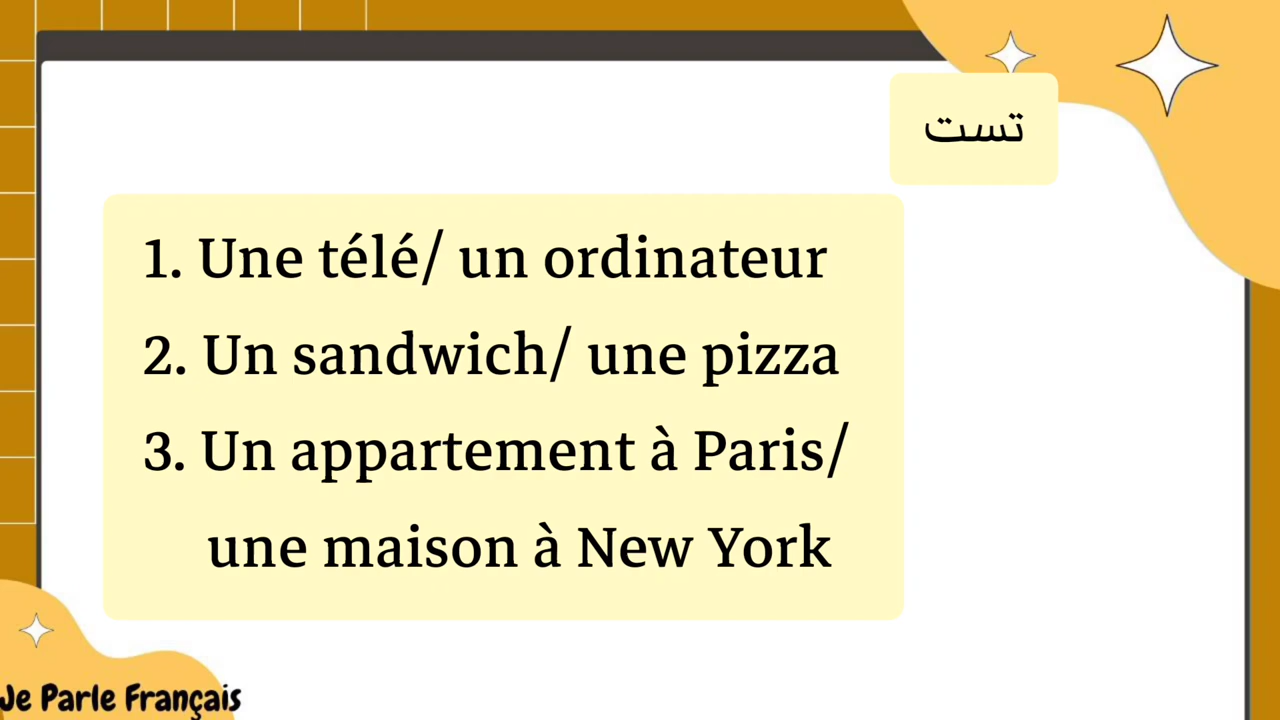 تست
1. Une télé/ un ordinateur
2. Un sandwich/ une pizza
3. Un appartement à Paris/
une maison à New York
Je Parle Français